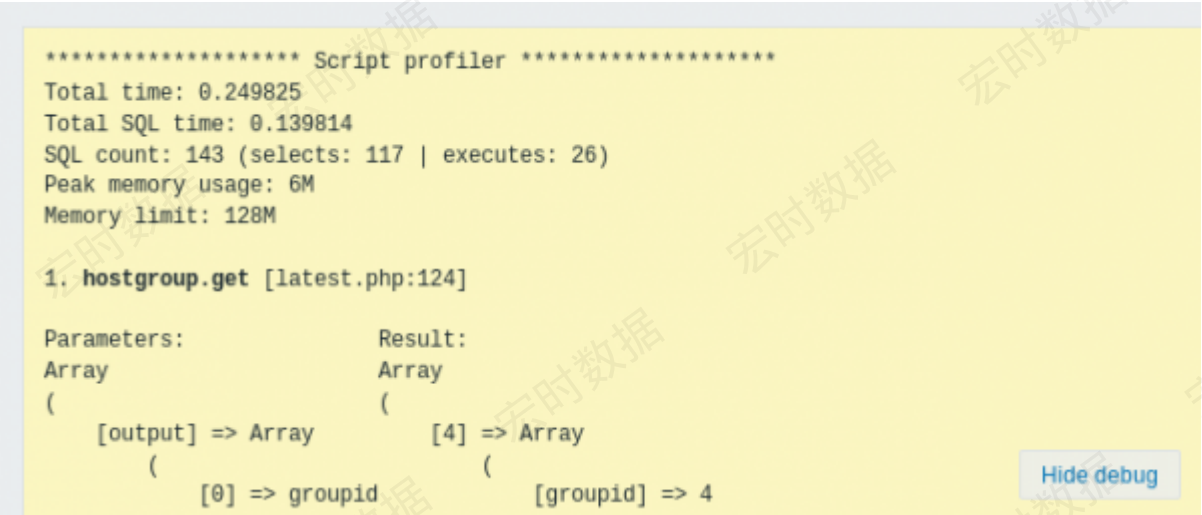 ******************** Script profiler ********************
Total time: 0.249825
Total SQL time: 0.139814
SQL count: 143 (selects: 117 | executes: 26)
Peak memory usage: 6M
Memory limit: 128M
1. hostgroup.get [latest.php:124]
Parameters: Result:
Array Array
( (
[output] => Array [4] => Array
( (
[0] => groupid [groupid] => 4
Hide debug
宏时数据
宏时数据
宏时数据
宏时数据
宏时数据